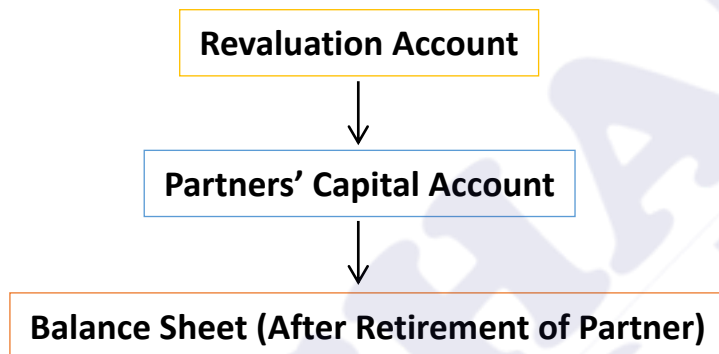 Revaluation Account
Partners’ Capital Account
Balance Sheet (After Retirement of Partner)